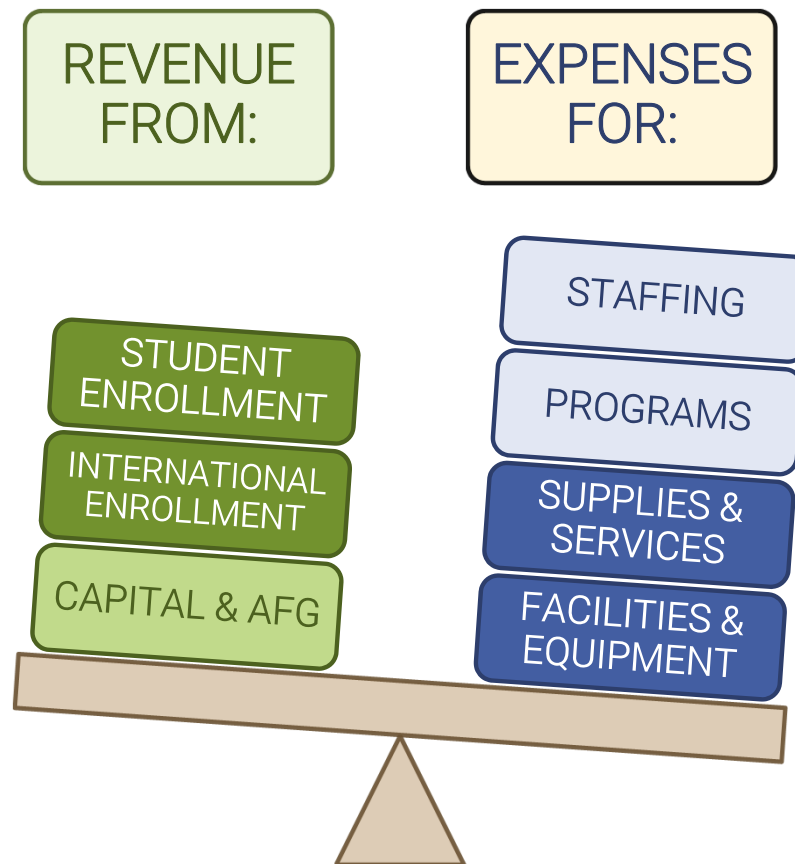 REVENUE
FROM:
EXPENSES
FOR:
STUDENT
ENROLLMENT
INTERNATIONAL
ENROLLMENT
CAPITAL & AFG
STAFFING
PROGRAMS
SUPPLIES &
SERVICES
FACILITIES &
EQUIPMENT